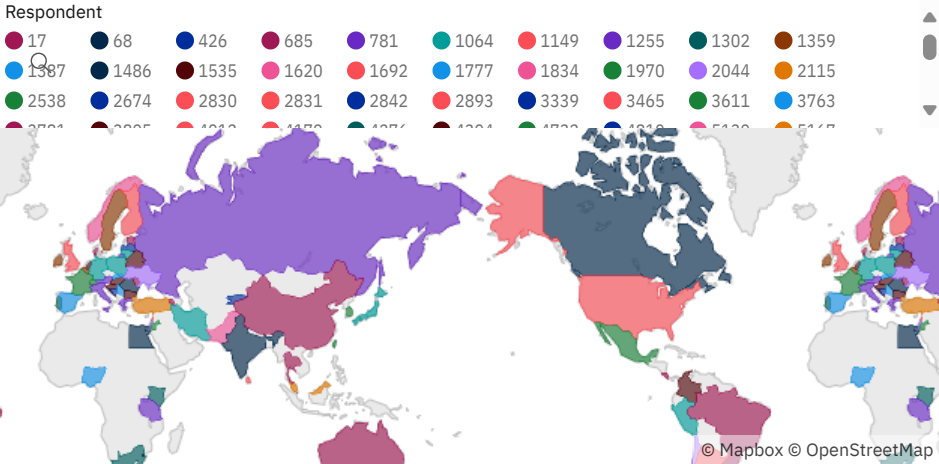 Respondent
17 68 426 685 781 1064 1149 1255 1302 1359
1387 1486 1535 1620 1692 1777 1834 1970 2044 2115
2538 2674 2830 2831 2842 2893 3339 3465 3611 3763
© Mapbox © OpenStreetMap